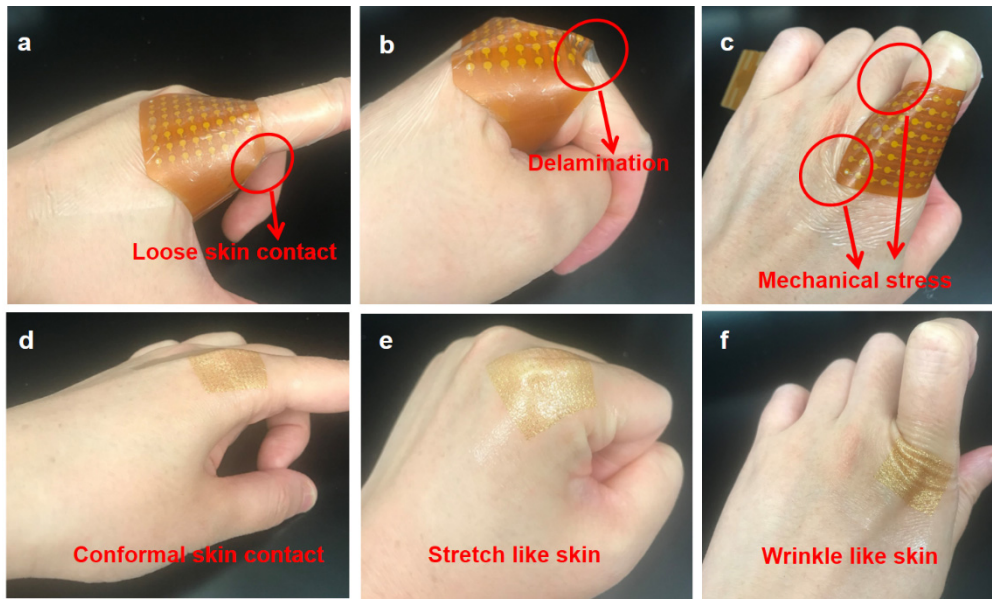 a
b
c
Loose skin contact
Delamination
Mechanical stress
d
e
f
Conformal skin contact
Stretch like skin
Wrinkle like skin